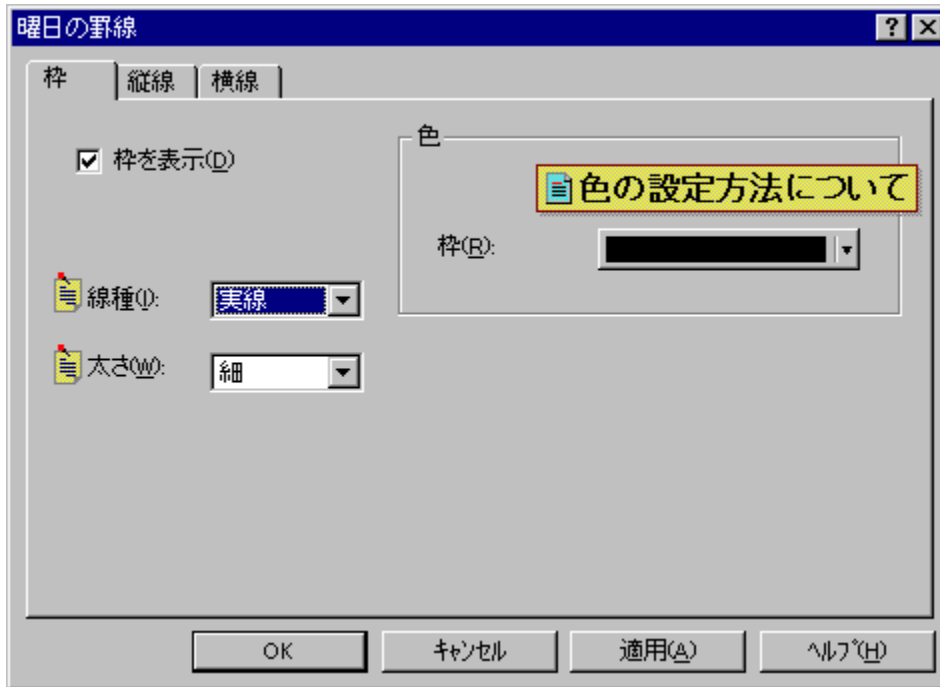 曜日の罫線
枠 縦線 横線
枠を表示(D)
色
色の設定方法について
枠(R):
線種(I):
実線
太さ(W):
細
OK キャンセル 適用(A) ヘルプ(H)